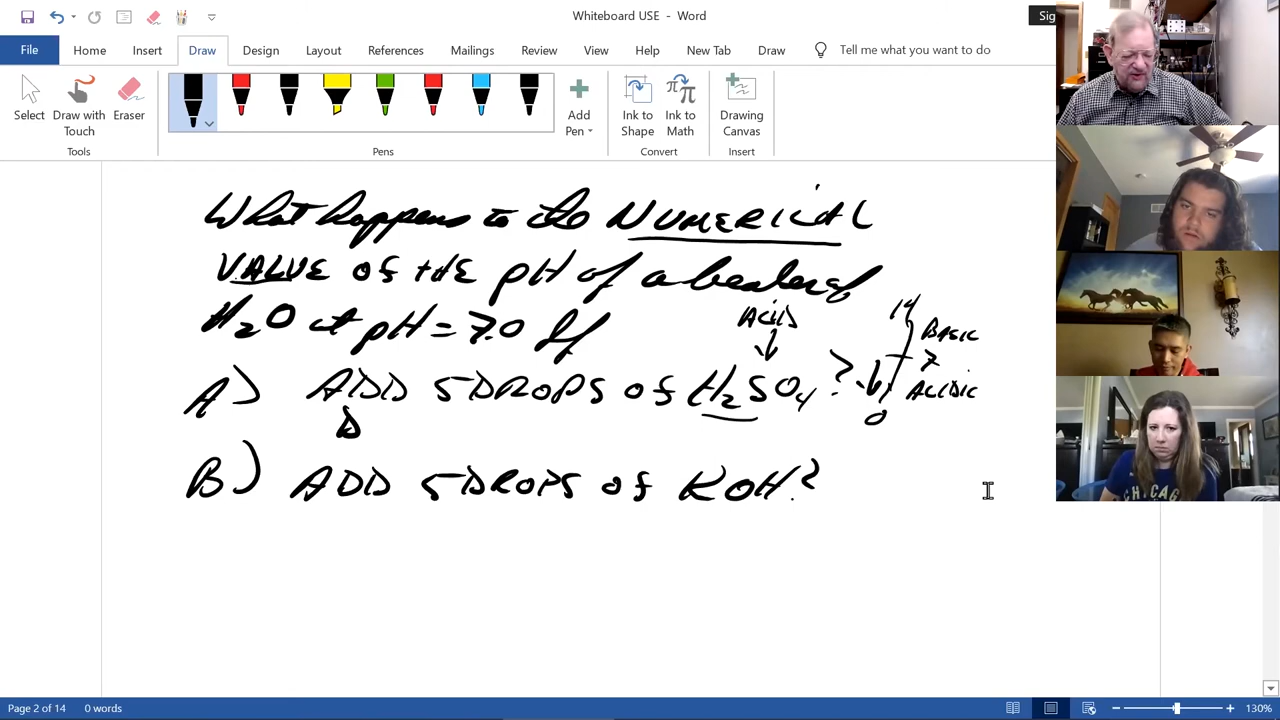 Whiteboard USE - Word
Sig
File Home Insert Draw Design Layout References Mailings Review View Help New Tab Draw Tell me what you want to do
Select Draw with Touch Eraser Add Pen Ink to Shape Ink to Math Drawing Canvas
Tools Pens Convert Insert
What happens to the NUMERICAL
VALUE of tHE pH of a beaker of
H2O at pH = 7.0 If
ACID
14
BASIC
7
ACIDIC
0
A) ADD 5 DROPS of H2SO4?
B) ADD 5 DROPS of KOH?
CHICAGO
Page 2 of 14 0 words 130%